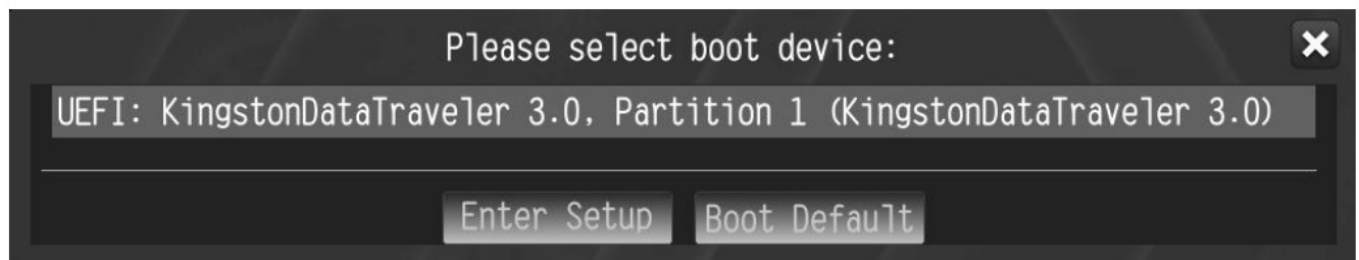 Please select boot device:
UEFI: KingstonDataTraveler 3.0, Partition 1 (KingstonDataTraveler 3.0)
Enter Setup
Boot Default